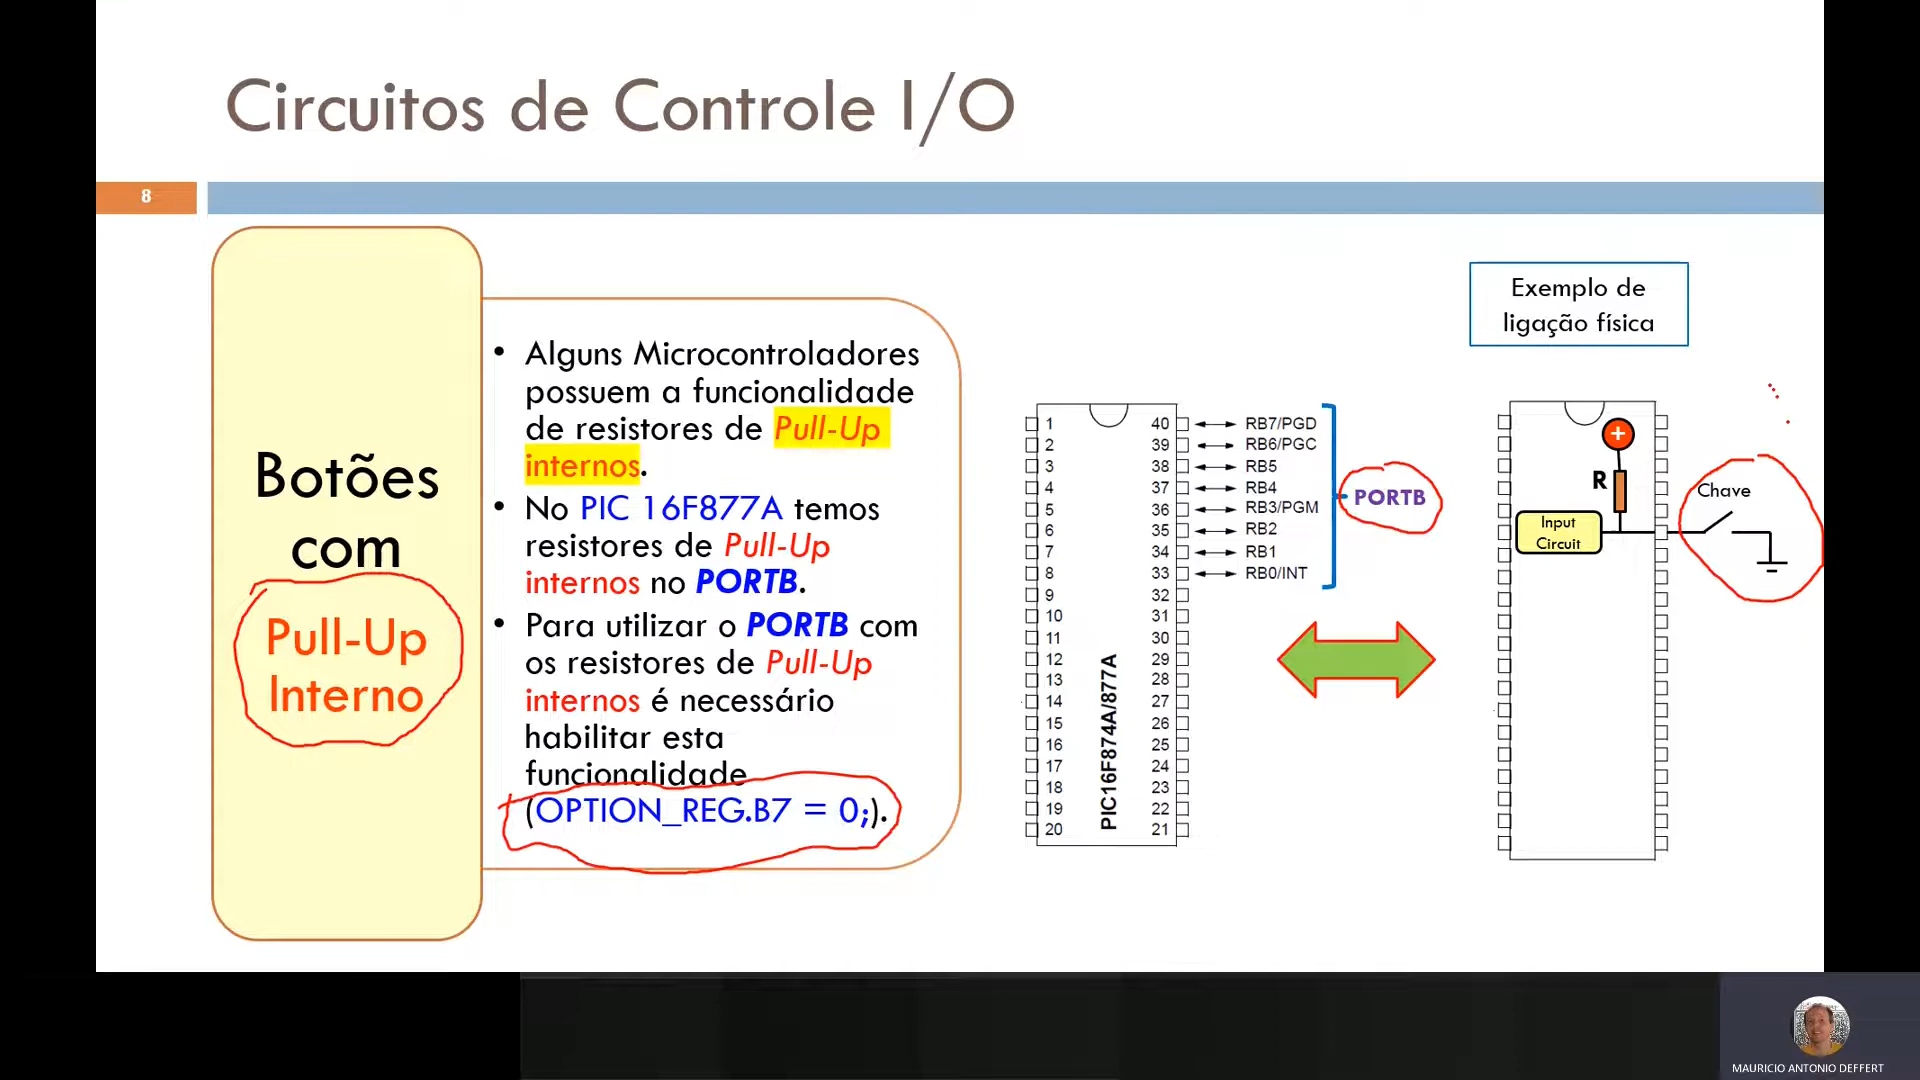 Circuitos de Controle I/O
8
Botões
com
Pull-Up
Interno
• Alguns Microcontroladores
possuem a funcionalidade
de resistores de Pull-Up
internos.
• No PIC 16F877A temos
resistores de Pull-Up
internos no PORTB.
• Para utilizar o PORTB com
os resistores de Pull-Up
internos é necessário
habilitar esta
funcionalidade
(OPTION_REG.B7 = 0;).
1 40 RB7/PGD
2 39 RB6/PGC
3 38 RB5
4 37 RB4
5 36 RB3/PGM
6 35 RB2
7 34 RB1
8 33 RB0/INT
9 32
10 31
11 30
12 29
13 28
14 27
15 26
16 25
17 24
18 23
19 22
20 21
PIC16F874A/877A
PORTB
Exemplo de
ligação física
+
R
Chave
Input
Circuit
MAURICIO ANTONIO DEFFERT